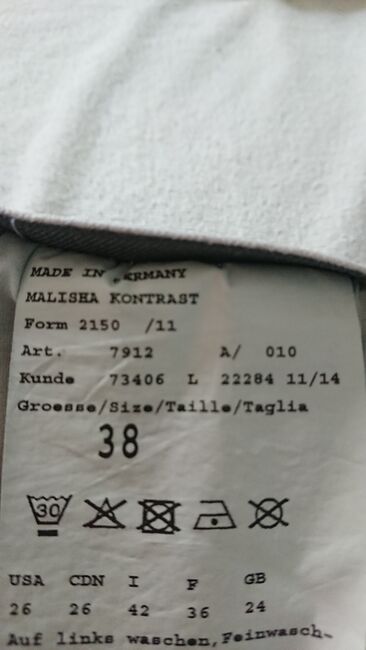 MADE IN GERMANY
MALISHA KONTRAST
Form 2150 /11
Art. 7912 A/ 010
Kunde 73406 L 22284 11/14
Groesse/Size/Taille/Taglia
38
30
USA CDN I F GB
26 26 42 36 24
Auf links waschen, Feinwasch-